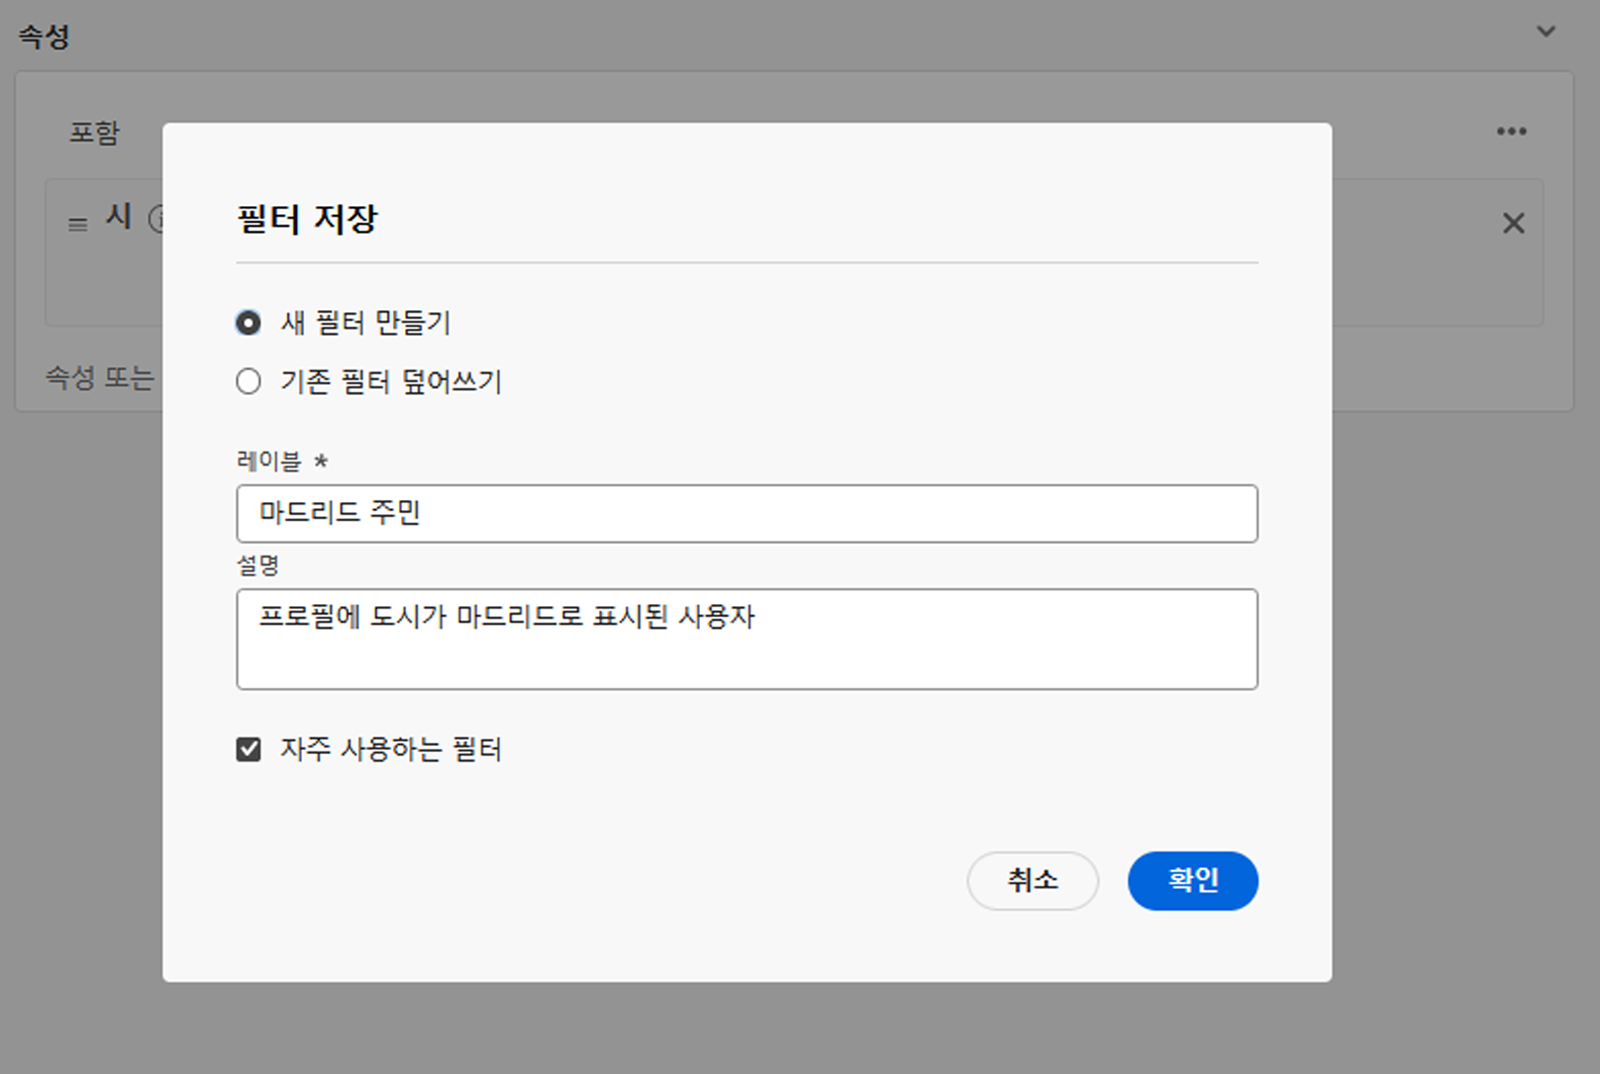 속성
포함
시
필터 저장
새 필터 만들기
기존 필터 덮어쓰기
레이블 *
마드리드 주민
설명
프로필에 도시가 마드리드로 표시된 사용자
속성 또는
자주 사용하는 필터
취소
확인